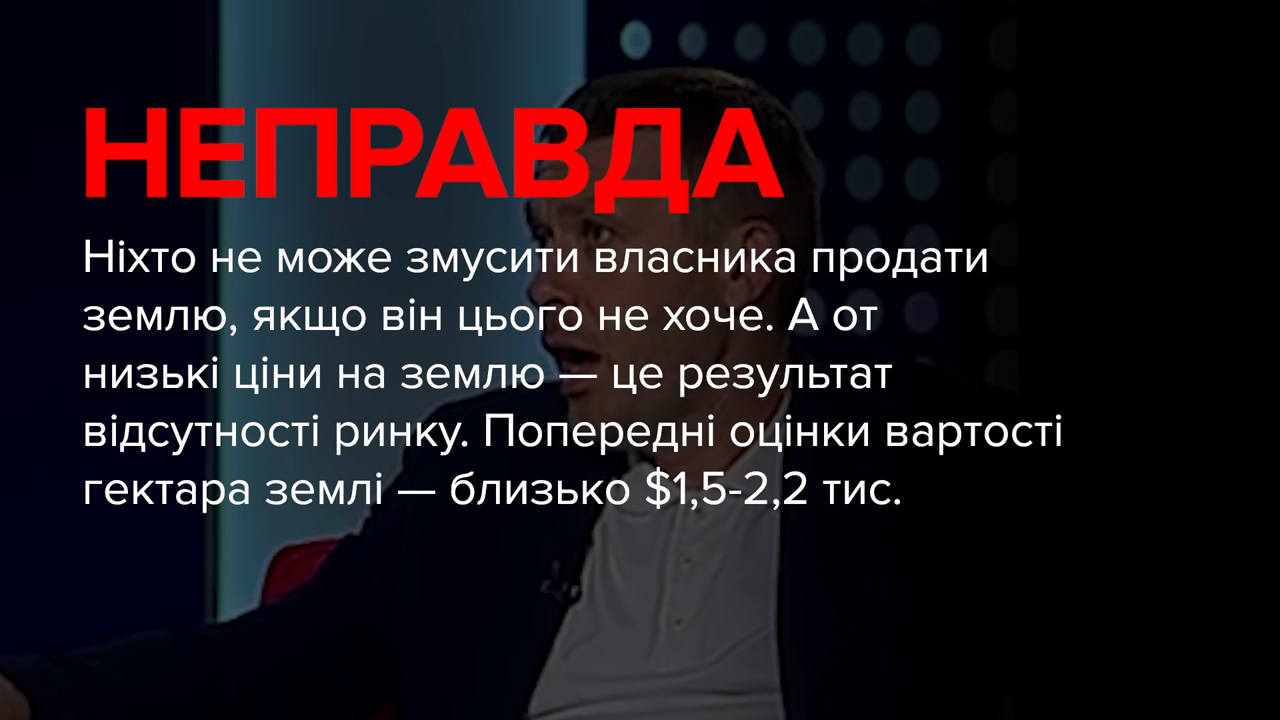 НЕПРАВДА
Ніхто не може змусити власника продати
землю, якщо він цього не хоче. А от
низькі ціни на землю — це результат
відсутності ринку. Попередні оцінки вартості
гектара землі — близько $1,5-2,2 тис.